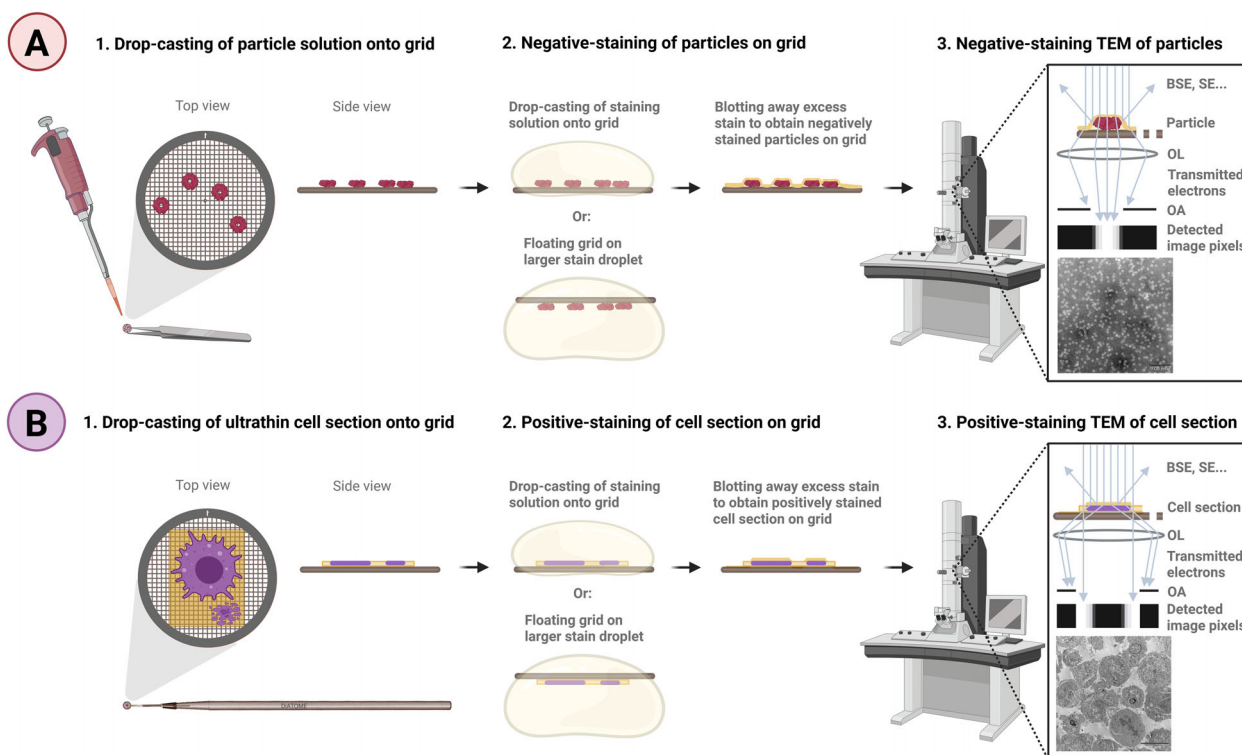 A
1. Drop-casting of particle solution onto grid
2. Negative-staining of particles on grid
3. Negative-staining TEM of particles
Top view
Side view
Drop-casting of staining
solution onto grid
Or:
Floating grid on
larger stain droplet
Blotting away excess
stain to obtain negatively
stained particles on grid
BSE, SE...
Particle
OL
Transmitted
electrons
OA
Detected
image pixels
B
1. Drop-casting of ultrathin cell section onto grid
2. Positive-staining of cell section on grid
3. Positive-staining TEM of cell section
Top view
Side view
DIATOME
Drop-casting of staining
solution onto grid
Or:
Floating grid on
larger stain droplet
Blotting away excess stain
to obtain positively stained
cell section on grid
BSE, SE...
Cell section
OL
Transmitted
electrons
OA
Detected
image pixels